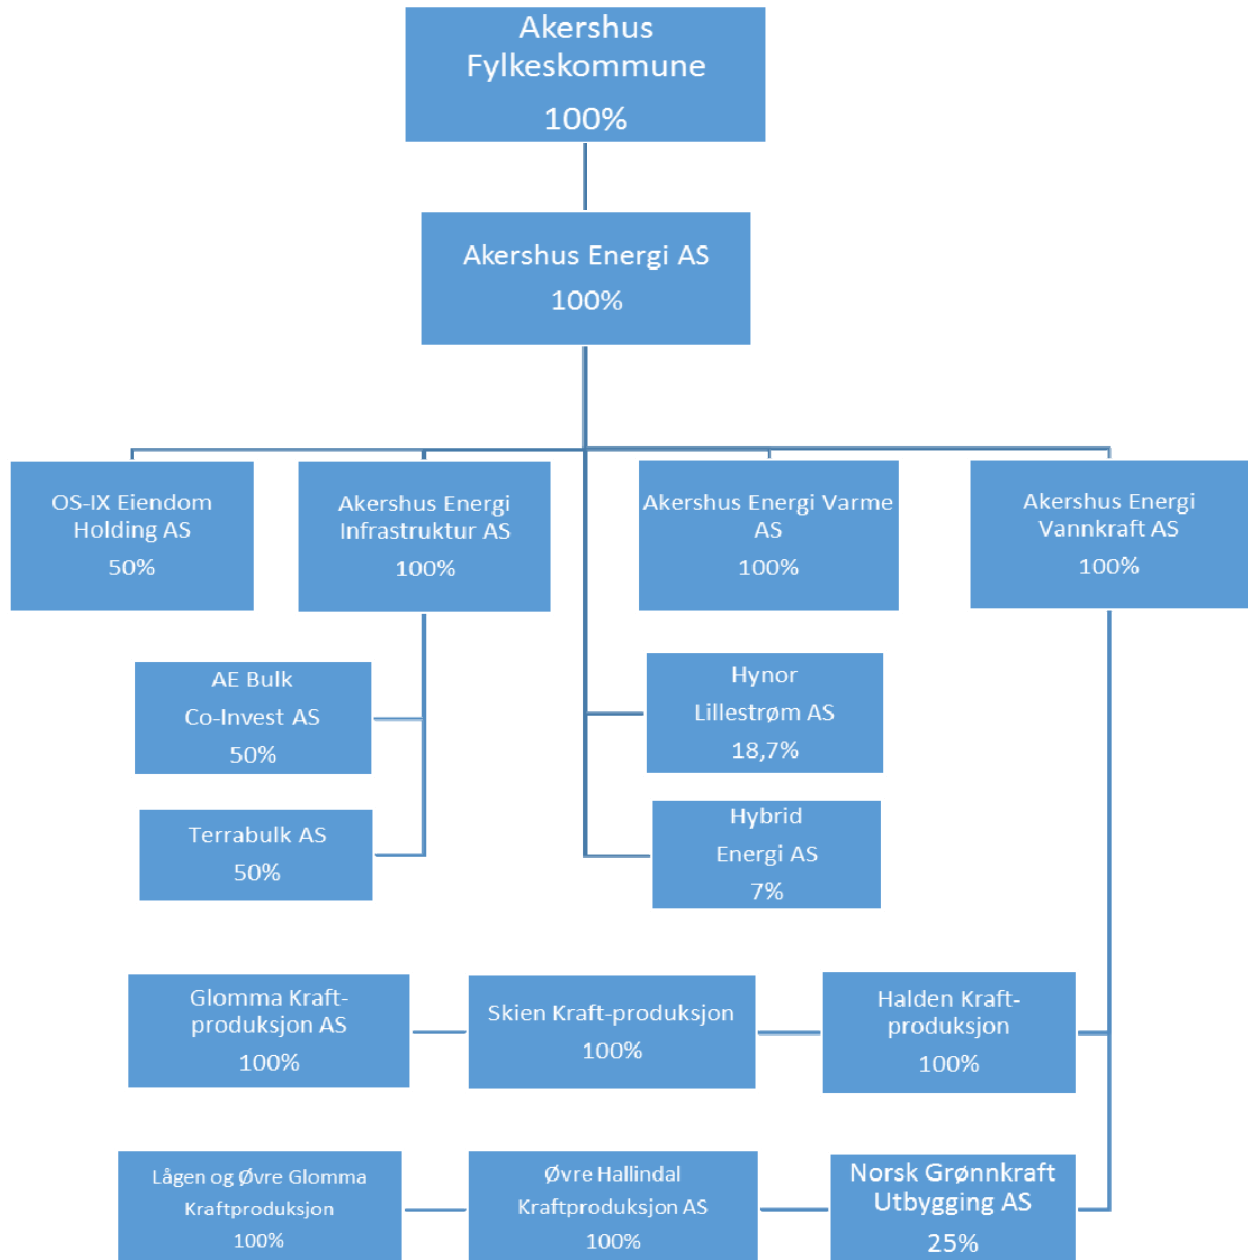 Akershus
Fylkeskommune
100%
Akershus Energi AS
100%
OS-IX Eiendom
Holding AS
50%
Akershus Energi
Infrastruktur AS
100%
Akershus Energi Varme
AS
100%
Akershus Energi
Vannkraft AS
100%
AE Bulk
Co-Invest AS
50%
Terrabulk AS
50%
Hynor
Lillestrøm AS
18,7%
Hybrid
Energi AS
7%
Glomma Kraft-
produksjon AS
100%
Skien Kraft-produksjon
100%
Halden Kraft-
produksjon
100%
Lågen og Øvre Glomma
Kraftproduksjon
100%
Øvre Hallindal
Kraftproduksjon AS
100%
Norsk Grønnkraft
Utbygging AS
25%